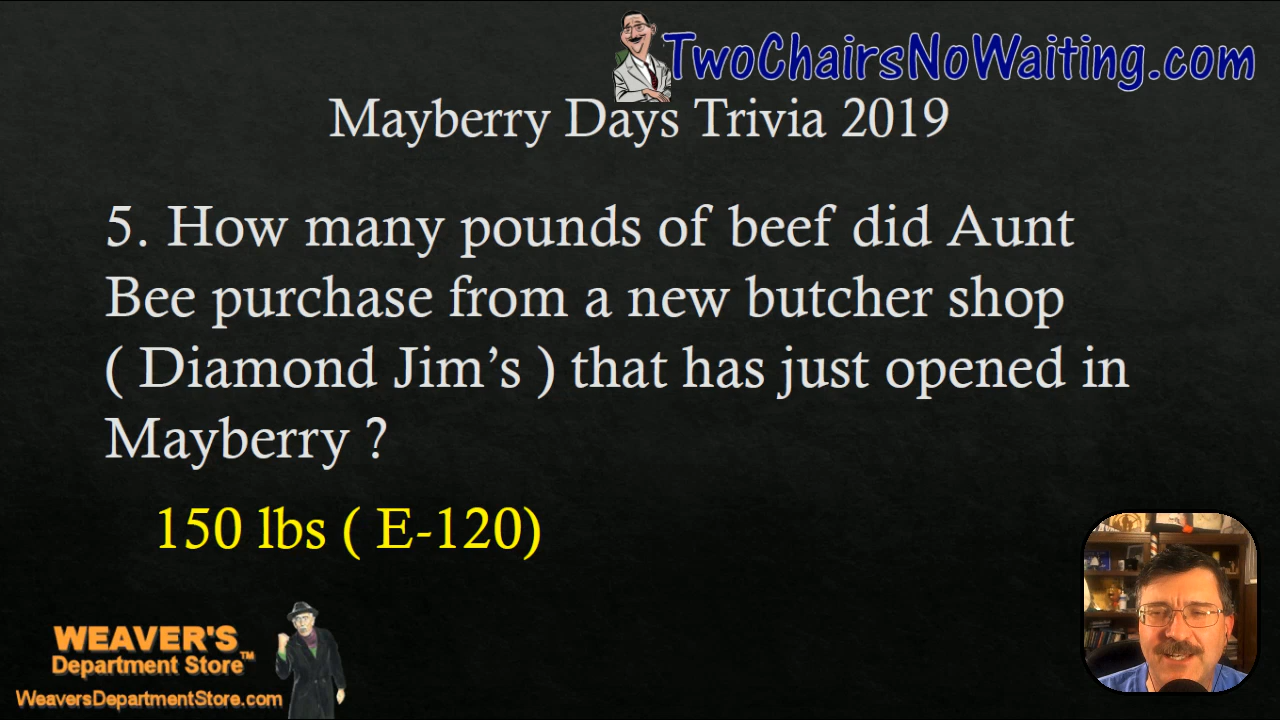 TwoChairsNoWaiting.com
Mayberry Days Trivia 2019
5. How many pounds of beef did Aunt
Bee purchase from a new butcher shop
( Diamond Jim’s ) that has just opened in
Mayberry ?
150 lbs ( E-120)
WEAVER'S
Department Store™
WeaversDepartmentStore.com